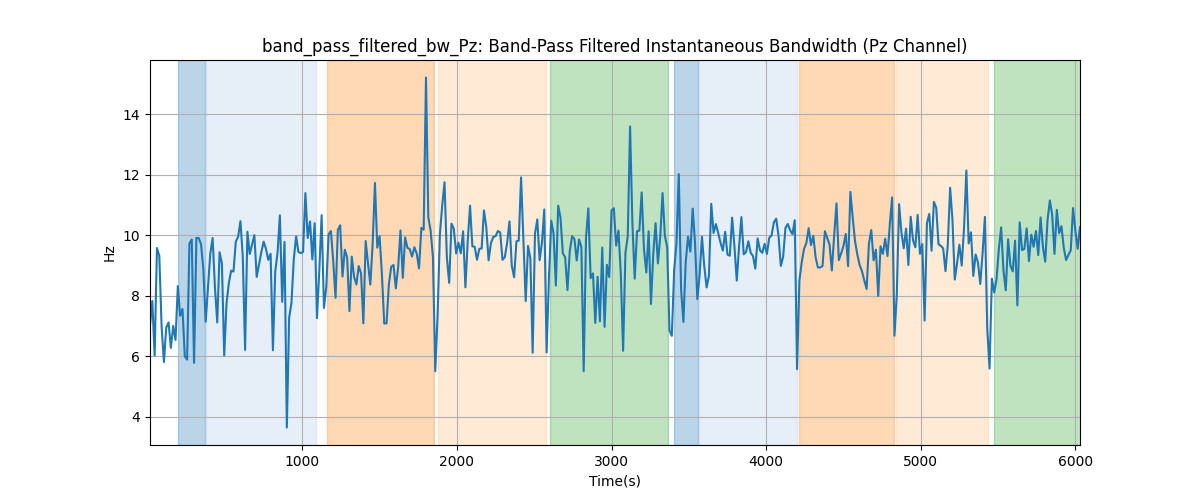 band_pass_filtered_bw_Pz: Band-Pass Filtered Instantaneous Bandwidth (Pz Channel)
14
12
10
8
6
4
Hz
1000 2000 3000 4000 5000 6000
Time(s)